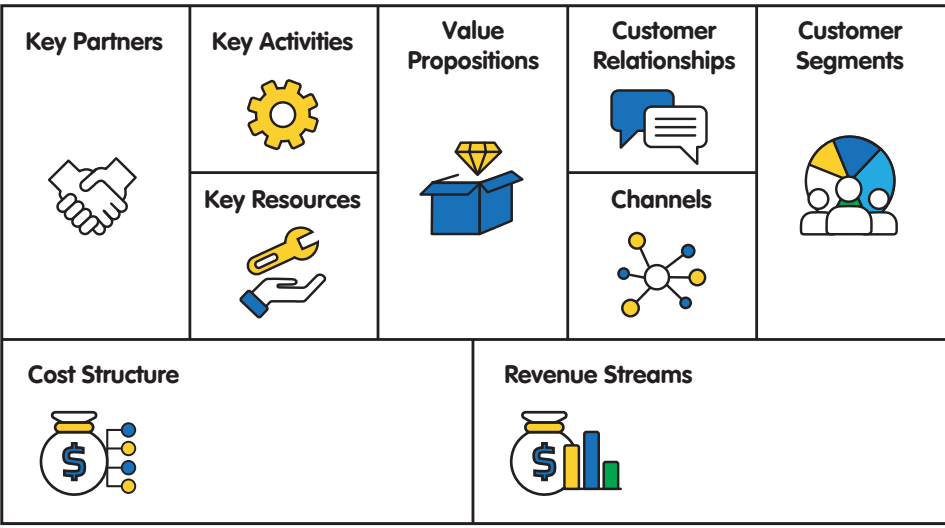 Key Partners
Key Activities
Key Resources
Value
Propositions
Customer
Relationships
Channels
Customer
Segments
Cost Structure
$
Revenue Streams
$